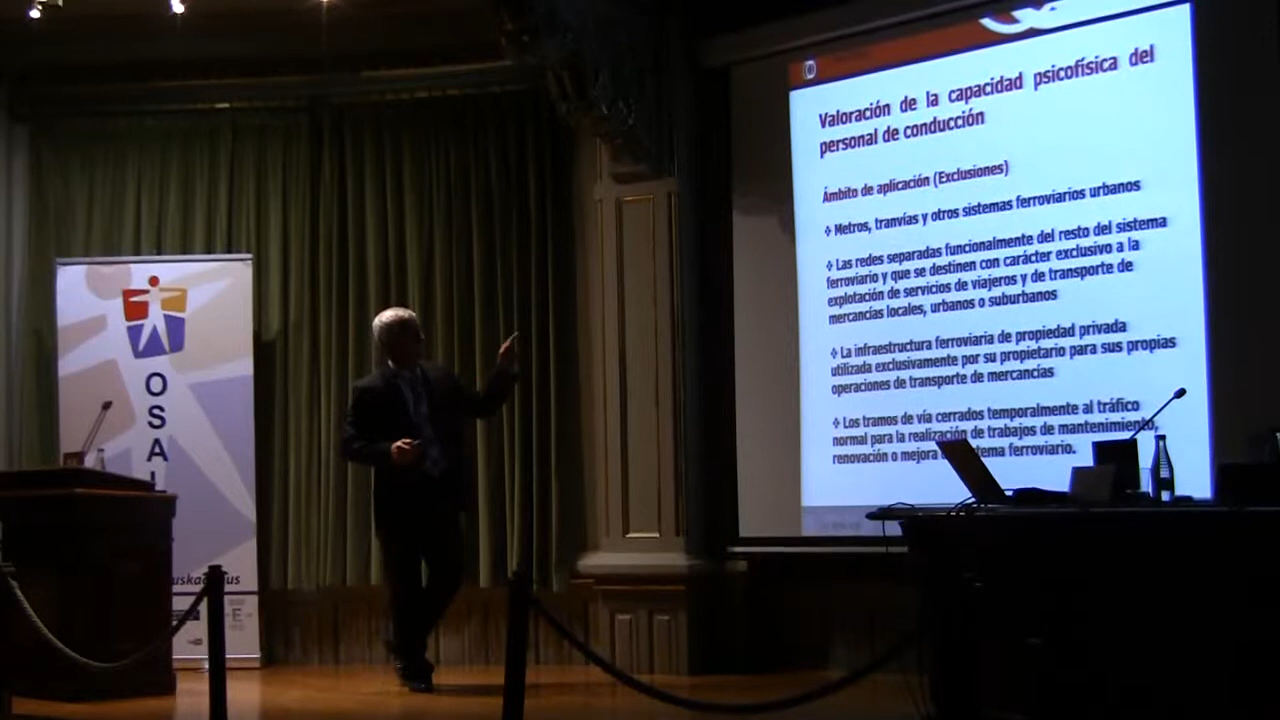 Valoración de la capacidad psicofísica del
personal de conducción
Ámbito de aplicación (Exclusiones)
❖ Metros, tranvías y otros sistemas ferroviarios urbanos
❖ Las redes separadas funcionalmente del resto del sistema
ferroviario y que se destinen con carácter exclusivo a la
explotación de servicios de viajeros y de transporte de
mercancías locales, urbanos o suburbanos
❖ La infraestructura ferroviaria de propiedad privada
utilizada exclusivamente por su propietario para sus propias
operaciones de transporte de mercancías
❖ Los tramos de vía cerrados temporalmente al tráfico
normal para la realización de trabajos de mantenimiento,
renovación o mejora
ferroviario.
OSAL
E